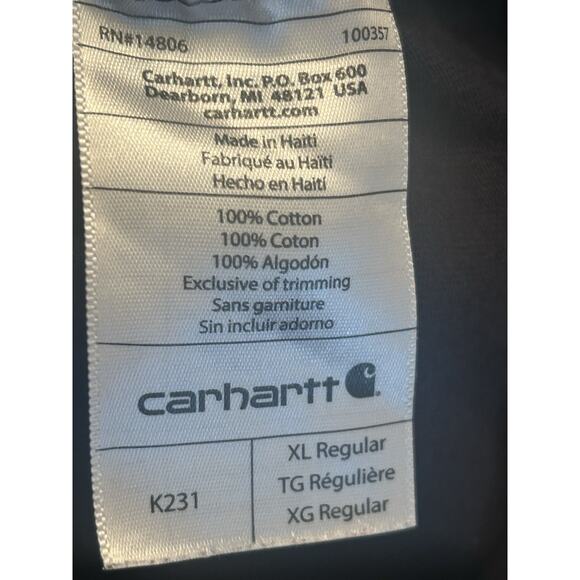 RN#14806 100357
Carhartt, Inc. P.O. Box 600
Dearborn, MI 48121 USA
carhartt.com
Made in Haiti
Fabriqué au Haïti
Hecho en Haití
100% Cotton
100% Coton
100% Algodón
Exclusive of trimming
Sans garniture
Sin incluir adorno
carhartt
K231
XL Regular
TG Régulière
XG Regular